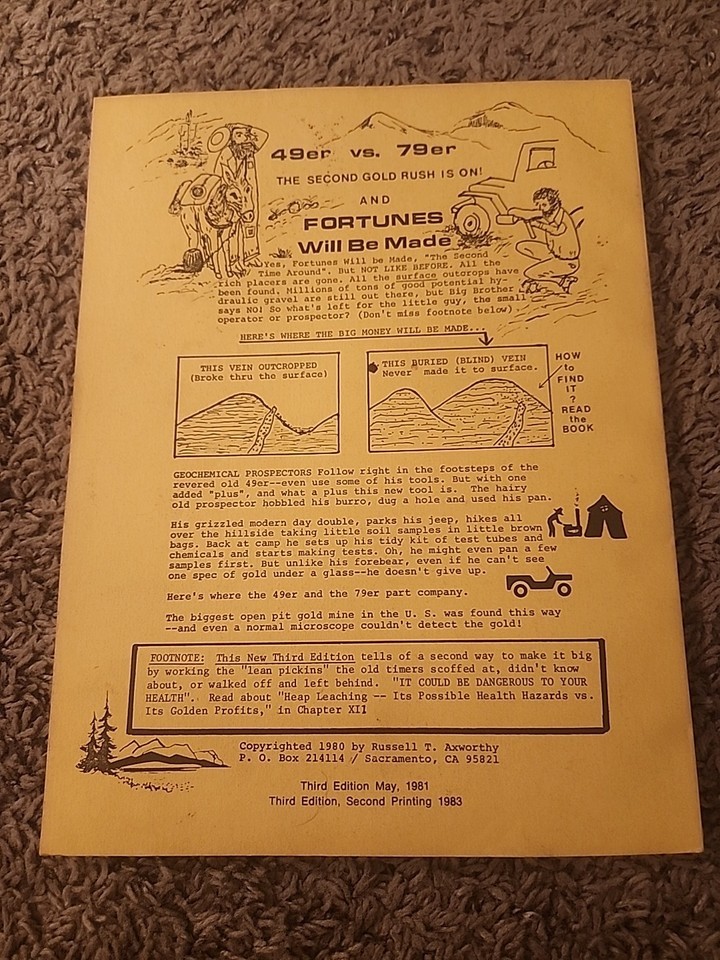 49er vs. 79er
THE SECOND GOLD RUSH IS ON!
AND
FORTUNES
Will Be Made
Yes, Fortunes Will be Made, "The Second
Time Around". But NOT LIKE BEFORE. All the
rich placers are gone. All the surface outcrops have
been found. Millions of tons of good potential hy-
draulic gravel are still out there, but Big Brother
says NO! So what's left for the little guy, the small
operator or prospector? (Don't miss footnote below)
HERE'S WHERE THE BIG MONEY WILL BE MADE...
THIS VEIN OUTCROPPED
(Broke thru the surface)
THIS BURIED (BLIND) VEIN
Never made it to surface.
HOW
to
FIND
IT
?
READ
the
BOOK
GEOCHEMICAL PROSPECTORS Follow right in the footsteps of the
revered old 49er--even use some of his tools. But with one
added "plus", and what a plus this new tool is. The hairy
old prospector hobbled his burro, dug a hole and used his pan.
His grizzled modern day double, parks his jeep, hikes all
over the hillside taking little soil samples in little brown
bags. Back at camp he sets up his tidy kit of test tubes and
chemicals and starts making tests. Oh, he might even pan a few
samples first. But unlike his forebear, even if he can't see
one spec of gold under a glass--he doesn't give up.
Here's where the 49er and the 79er part company.
The biggest open pit gold mine in the U. S. was found this way
--and even a normal microscope couldn't detect the gold!
FOOTNOTE: This New Third Edition tells of a second way to make it big
by working the "lean pickins" the old timers scoffed at, didn't know
about, or walked off and left behind. "IT COULD BE DANGEROUS TO YOUR
HEALTH". Read about "Heap Leaching -- Its Possible Health Hazards vs.
Its Golden Profits," in Chapter XII
Copyrighted 1980 by Russell T. Axworthy
P. O. Box 214114 / Sacramento, CA 95821
Third Edition May, 1981
Third Edition, Second Printing 1983